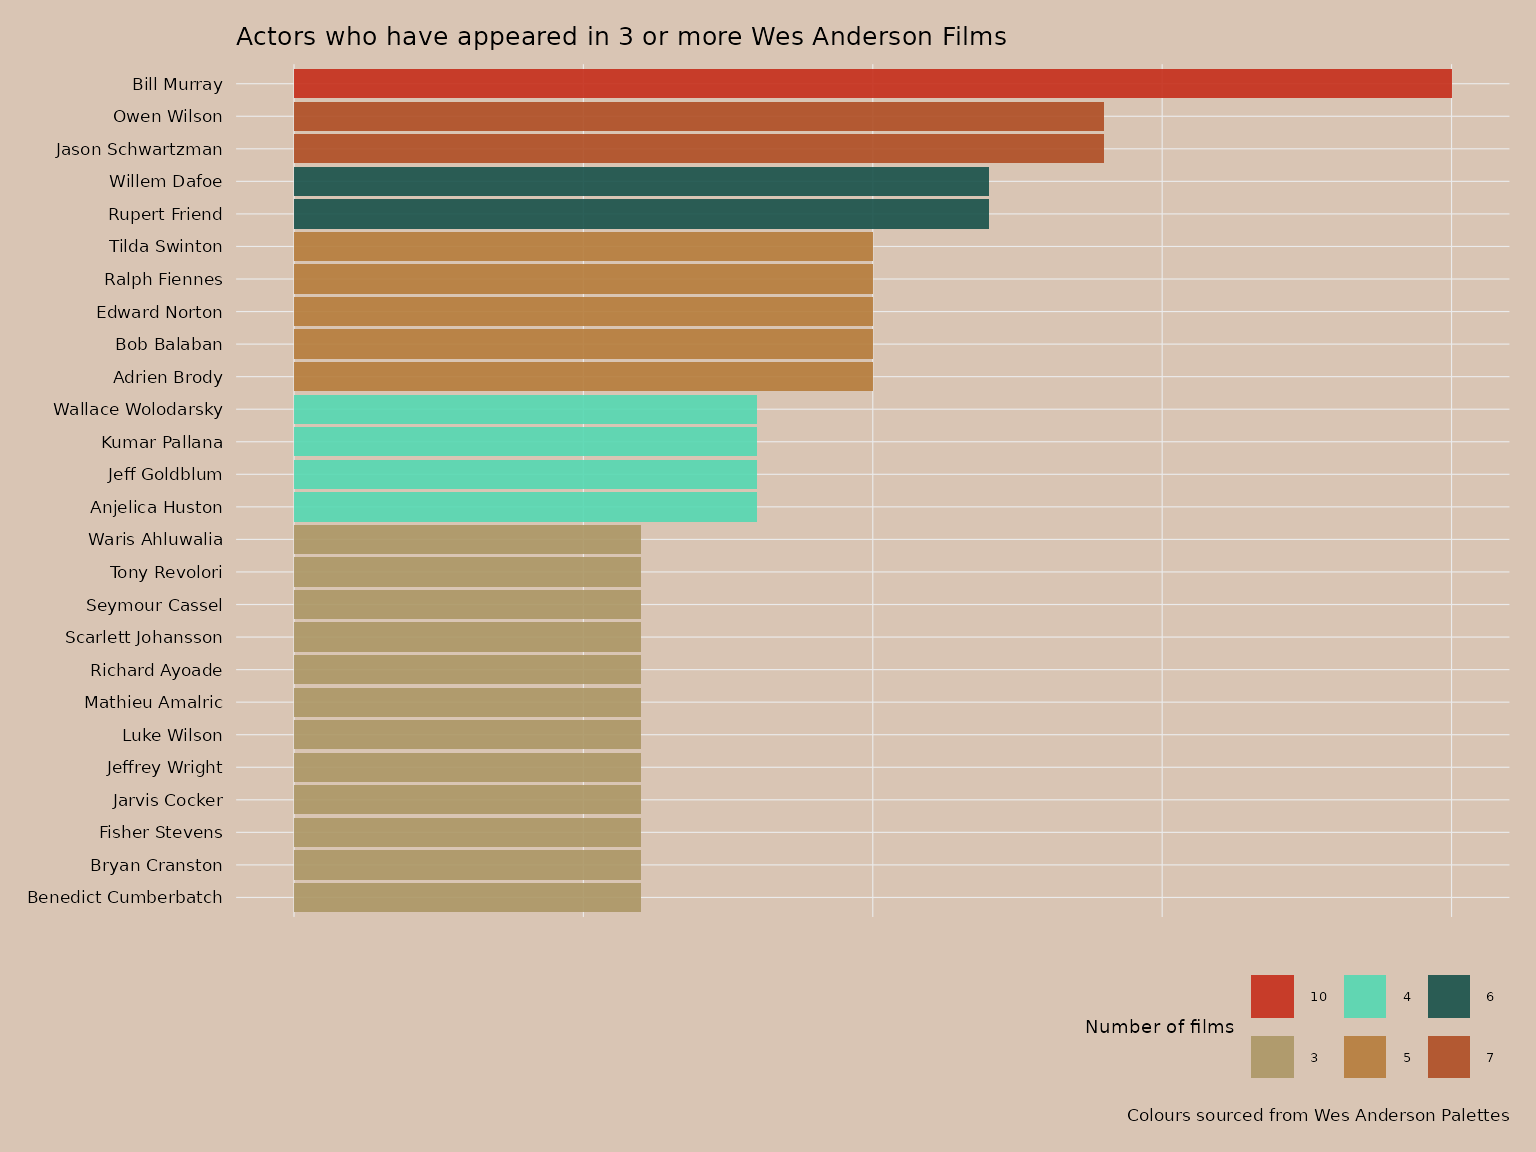 Actors who have appeared in 3 or more Wes Anderson Films
Bill Murray
Owen Wilson
Jason Schwartzman
Willem Dafoe
Rupert Friend
Tilda Swinton
Ralph Fiennes
Edward Norton
Bob Balaban
Adrien Brody
Wallace Wolodarsky
Kumar Pallana
Jeff Goldblum
Anjelica Huston
Waris Ahluwalia
Tony Revolori
Seymour Cassel
Scarlett Johansson
Richard Ayoade
Mathieu Amalric
Luke Wilson
Jeffrey Wright
Jarvis Cocker
Fisher Stevens
Bryan Cranston
Benedict Cumberbatch
Number of films
10 4 6
3 5 7
Colours sourced from Wes Anderson Palettes